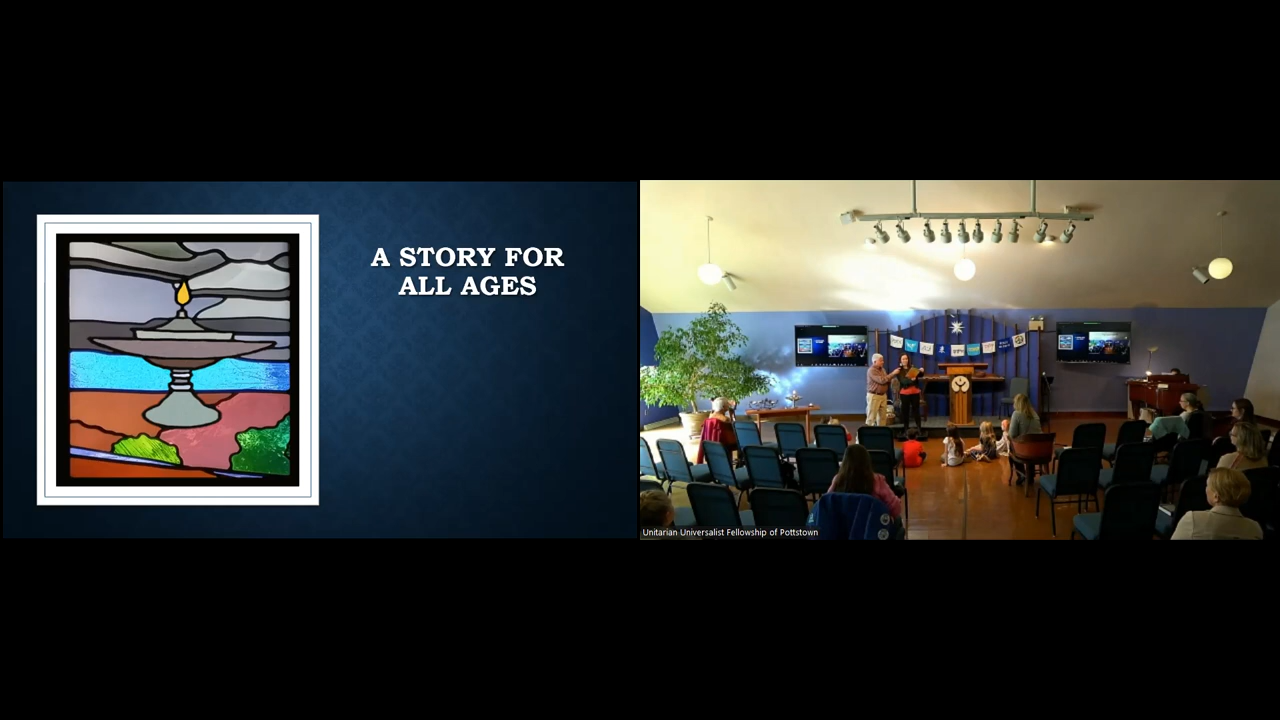 A STORY FOR
ALL AGES
Unitarian Universalist Fellowship of Pottstown